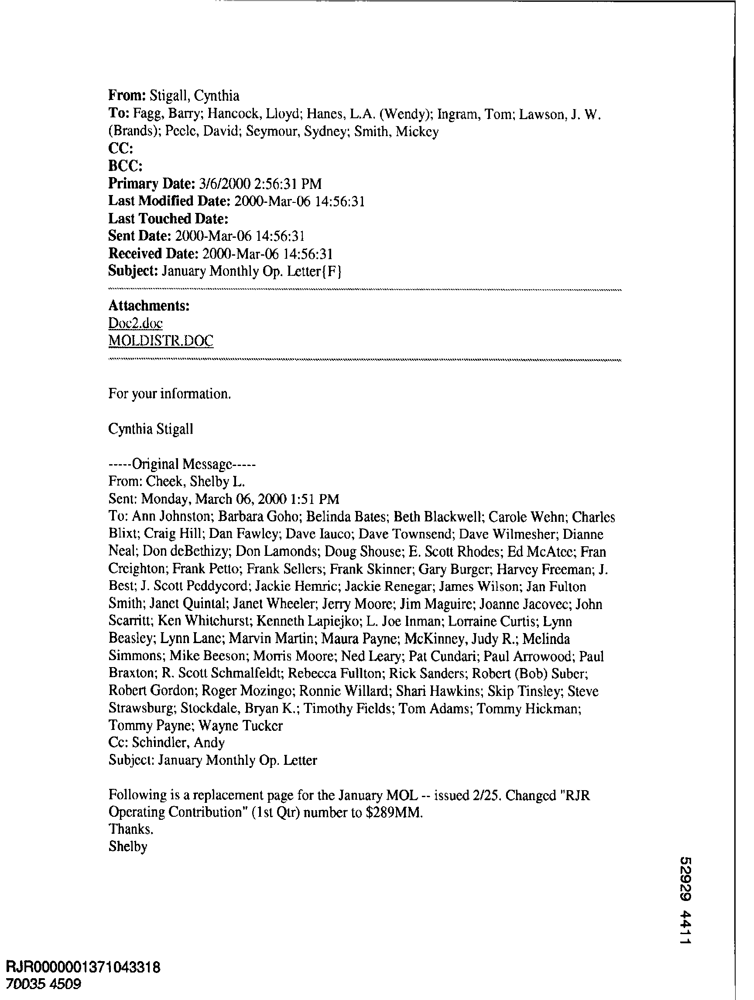 From: Stigall, Cynthia
To: Fagg, Barry; Hancock, Lloyd; Hanes, L.A. (Wendy); Ingram, Tom; Lawson, J. W.
(Brands); Peele, David; Seymour, Sydney; Smith, Mickey
CC:
BCC:
Primary Date: 3/6/2000 2:56:31 PM
Last Modified Date: 2000-Mar-06 14:56:31
Last Touched Date:
Sent Date: 2000-Mar-06 14:56:31
Received Date: 2000-Mar-06 14:56:31
Subject: January Monthly Op. Letter{F}
Attachments:
Doc2.doc
MOLDISTR.DOC
For your information.
Cynthia Stigall
-----Original Message-----
From: Cheek, Shelby L.
Sent: Monday, March 06, 2000 1:51 PM
To: Ann Johnston; Barbara Goho; Belinda Bates; Beth Blackwell; Carole Wehn; Charles
Blixt; Craig Hill; Dan Fawley; Dave Iauco; Dave Townsend; Dave Wilmesher; Dianne
Neal; Don deBethizy; Don Lamonds; Doug Shouse; E. Scott Rhodes; Ed McAtee; Fran
Creighton; Frank Petto; Frank Sellers; Frank Skinner; Gary Burger; Harvey Freeman; J.
Best; J. Scott Peddycord; Jackie Hemric; Jackie Renegar; James Wilson; Jan Fulton
Smith; Janet Quintal; Janet Wheeler; Jerry Moore; Jim Maguire; Joanne Jacovec; John
Scarritt; Ken Whitehurst; Kenneth Lapiejko; L. Joe Inman; Lorraine Curtis; Lynn
Beasley; Lynn Lane; Marvin Martin; Maura Payne; McKinney, Judy R.; Melinda
Simmons; Mike Beeson; Morris Moore; Ned Leary; Pat Cundari; Paul Arrowood; Paul
Braxton; R. Scott Schmalfeldt; Rebecca Fullton; Rick Sanders; Robert (Bob) Suber;
Robert Gordon; Roger Mozingo; Ronnie Willard; Shari Hawkins; Skip Tinsley; Steve
Strawsburg; Stockdale, Bryan K.; Timothy Fields; Tom Adams; Tommy Hickman;
Tommy Payne; Wayne Tucker
Cc: Schindler, Andy
Subject: January Monthly Op. Letter
Following is a replacement page for the January MOL -- issued 2/25. Changed "RJR
Operating Contribution" (1st Qtr) number to $289MM.
Thanks.
Shelby
52929 4411
RJR0000001371043318
70035 4509